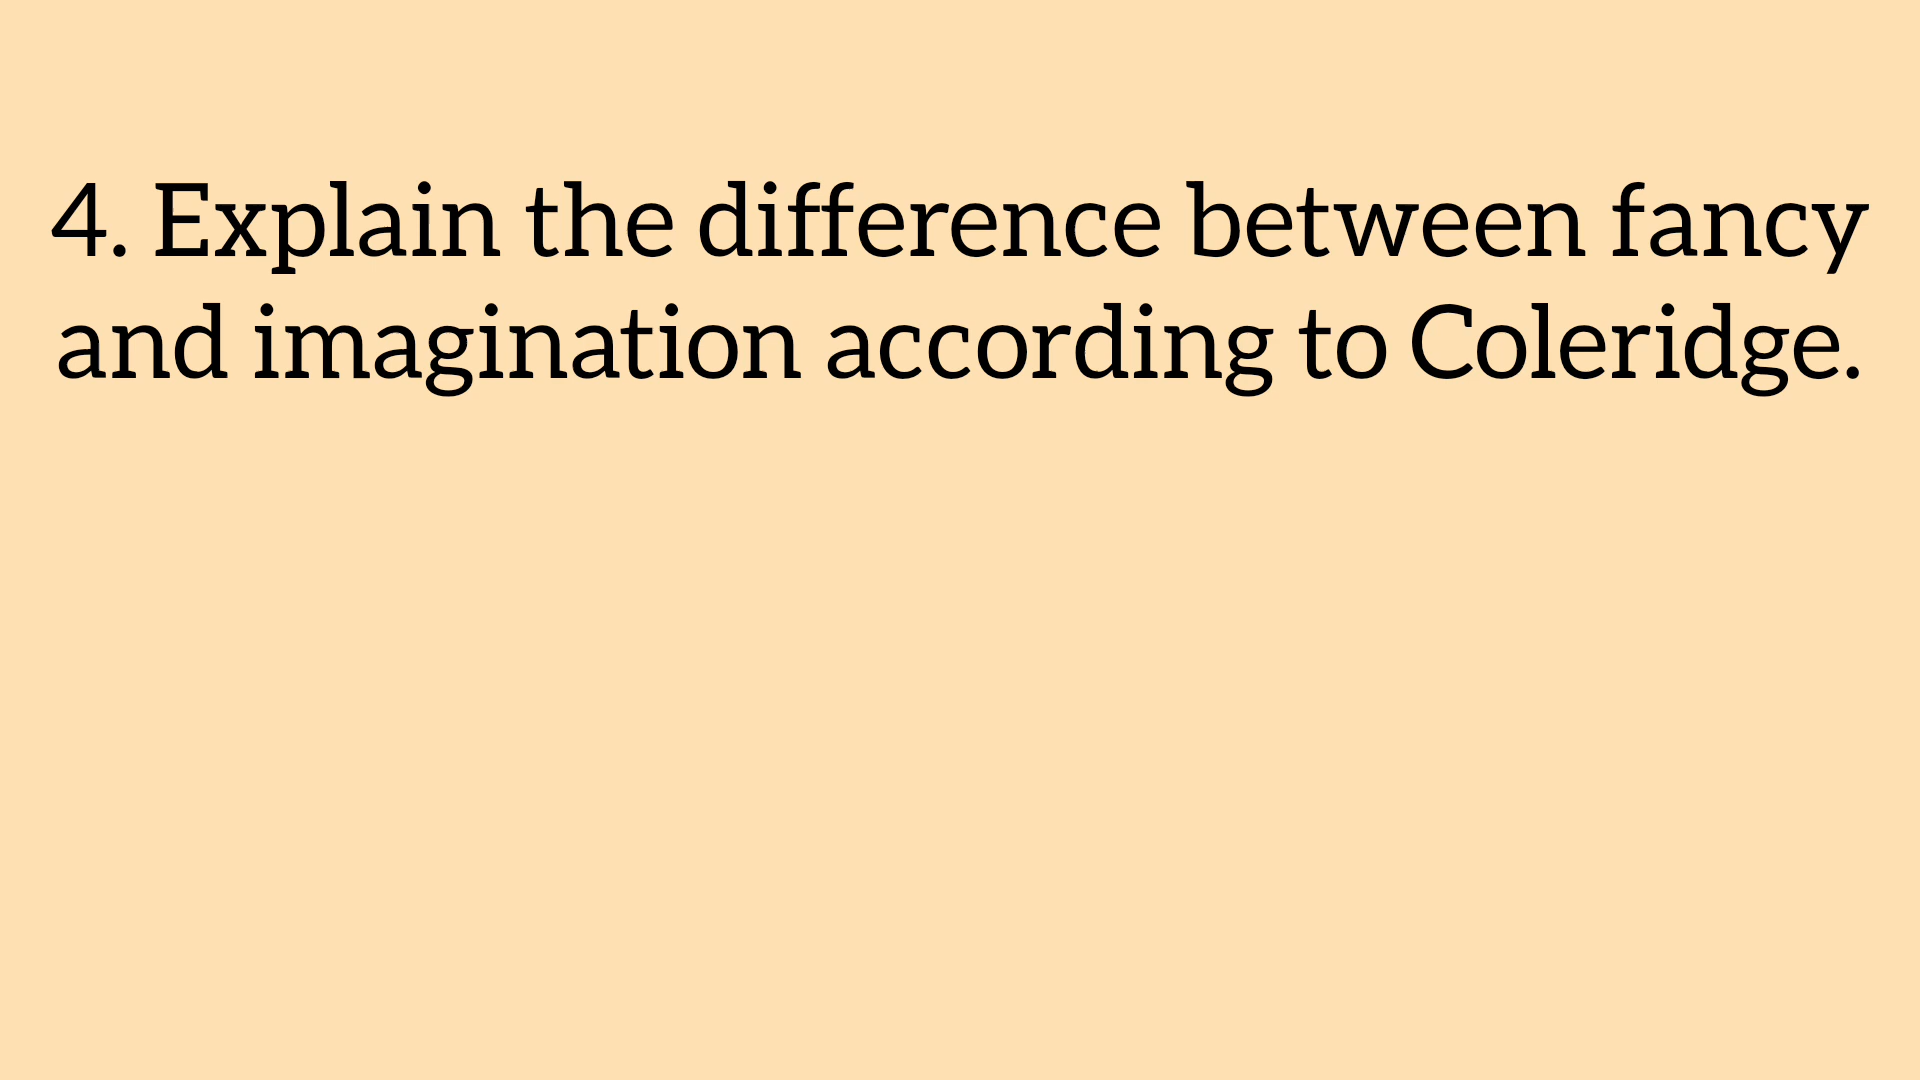 4. Explain the difference between fancy
and imagination according to Coleridge.